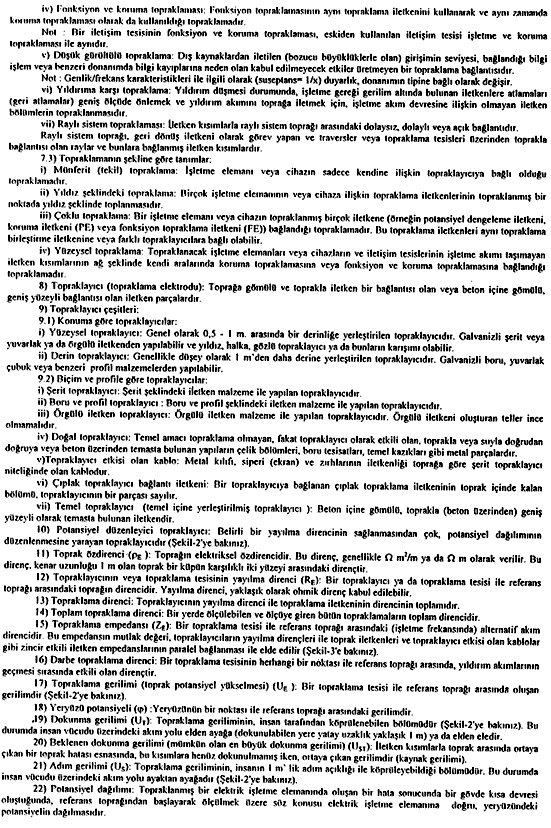 iv) Fonksiyon ve koruma topraklaması: Fonksiyon topraklamasının aynı topraklama iletkenini kullanarak ve aynı zamanda
koruma topraklaması olarak da kullanıldığı topraklamadır.
Not : Bir iletişim tesisinin fonksiyon ve koruma topraklaması, eskiden kullanılan iletişim tesisi işletme ve koruma
topraklaması ile aynıdır.
v) Düşük gürültülü topraklama: Dış kaynaklardan iletilen (bozucu büyüklüklerle olan) girişimin seviyesi, bağlandığı bilgi
işlem veya benzeri donanımda bilgi kayıplarına neden olan kabul edilmeyecek etkiler üretmeyen bir topraklama bağlantısıdır.
Not : Genlik/frekans karakteristikleri ile ilgili olarak (suseptans= 1/x) duyarlık, donanımın tipine bağlı olarak değişir.
vi) Yıldırıma karşı topraklama: Yıldırım düşmesi durumunda, işletme gereği gerilim altında bulunan iletkenlere atlamaları
(geri atlamalar) geniş ölçüde önlemek ve yıldırım akımını toprağa iletmek için, işletme akım devresine ilişkin olmayan iletken
bölümlerin topraklanmasıdır.
vii) Raylı sistem topraklaması: İletken kısımlarla raylı sistem toprağı arasındaki dolaysız, dolaylı veya açık bağlantıdır.
Raylı sistem toprağı, geri dönüş iletkeni olarak görev yapan ve traversler veya topraklama tesisleri üzerinden toprakla
bağlantısı olan raylar ve bunlara bağlanmış iletken kısımlardır.
7.3) Topraklamanın şekline göre tanımlar:
i) Münferit (tekil) topraklama: İşletme elemanı veya cihazın sadece kendine ilişkin topraklayıcıya bağlı olduğu
topraklamadır.
ii) Yıldız şeklindeki topraklama: Birçok işletme elemanının veya cihaza ilişkin topraklama iletkenlerinin topraklanmış bir
noktada yıldız şeklinde toplanmasıdır.
iii) Çoklu topraklama: Bir işletme elemanı veya cihazın topraklanmış birçok iletkene (örneğin potansiyel dengeleme iletkeni,
koruma iletkeni (PE) veya fonksiyon topraklama iletkeni (FE)) bağlandığı topraklamadır. Bu topraklama iletkenleri aynı topraklama
birleştirme iletkenine veya farklı topraklayıcılara bağlı olabilir.
iv) Yüzeysel topraklama: Topraklanacak işletme elemanları veya cihazların ve iletişim tesislerinin işletme akımı taşımayan
iletken kısımlarının ağ şeklinde kendi aralarında koruma topraklamasına veya fonksiyon ve koruma topraklamasına bağlandığı
topraklamadır.
8) Topraklayıcı (topraklama elektrodu): Toprağa gömülü ve toprakla iletken bir bağlantısı olan veya beton içine gömülü,
geniş yüzeyli bağlantısı olan iletken parçalardır.
9) Topraklayıcı çeşitleri:
9.1) Konuma göre topraklayıcılar:
i) Yüzeysel topraklayıcı: Genel olarak 0,5 - 1 m. arasında bir derinliğe yerleştirilen topraklayıcıdır. Galvanizli şerit veya
yuvarlak ya da örgülü iletkenden yapılabilir ve yıldız, halka, gözlü topraklayıcı ya da bunların karışımı olabilir.
ii) Derin topraklayıcı: Genellikle düşey olarak 1 m'den daha derine yerleştirilen topraklayıcıdır. Galvanizli boru, yuvarlak
çubuk veya benzeri profil malzemelerden yapılabilir.
9.2) Biçim ve profile göre topraklayıcılar:
i) Şerit topraklayıcı: Şerit şeklindeki iletken malzeme ile yapılan topraklayıcıdır.
ii) Boru ve profil topraklayıcı : Boru ve profil şeklindeki iletken malzeme ile yapılan topraklayıcıdır.
iii) Örgülü iletken topraklayıcı: Örgülü iletken malzeme ile yapılan topraklayıcıdır. Örgülü iletkeni oluşturan teller ince
olmamalıdır.
iv) Doğal topraklayıcı: Temel amacı topraklama olmayan, fakat topraklayıcı olarak etkili olan, toprakla veya suyla doğrudan
doğruya veya beton üzerinden temasta bulunan yapıların çelik bölümleri, boru tesisatları, temel kazıkları gibi metal parçalardır.
v)Topraklayıcı etkisi olan kablo: Metal kılıfı, siperi (ekran) ve zırhlarının iletkenliği toprağa göre şerit topraklayıcı
niteliğinde olan kablodur.
vi) Çıplak topraklayıcı bağlantı iletkeni: Bir topraklayıcıya bağlanan çıplak topraklama iletkeninin toprak içinde kalan
bölümü, topraklayıcının bir parçası sayılır.
vii) Temel topraklayıcı (temel içine yerleştirilmiş topraklayıcı ): Beton içine gömülü, toprakla (beton üzerinden) geniş
yüzeyli olarak temasta bulunan iletkendir.
10) Potansiyel düzenleyici topraklayıcı: Belirli bir yayılma direncinin sağlanmasından çok, potansiyel dağılımının
düzenlenmesine yarayan topraklayıcıdır (Şekil-2'ye bakınız).
11) Toprak özdirenci (ρE ): Toprağın elektriksel özdirencidir. Bu direnç, genellikle Ω m²/m ya da Ω m olarak verilir. Bu
direnç, kenar uzunluğu 1 m olan toprak bir küpün karşılıklı iki yüzeyi arasındaki dirençtir.
12) Topraklayıcının veya topraklama tesisinin yayılma direnci (RE): Bir topraklayıcı ya da topraklama tesisi ile referans
toprağı arasındaki toprağın direncidir. Yayılma direnci, yaklaşık olarak ohmik direnç kabul edilebilir.
13) Topraklama direnci: Topraklayıcının yayılma direnci ile topraklama iletkeninin direncinin toplamıdır.
14) Toplam topraklama direnci: Bir yerde ölçülebilen ve ölçüye giren bütün topraklamaların toplam direncidir.
15) Topraklama empedansı (ZE): Bir topraklama tesisi ile referans toprağı arasındaki (işletme frekansında) alternatif akım
direncidir. Bu empedansın mutlak değeri, topraklayıcıların yayılma dirençleri ile toprak iletkenleri ve topraklayıcı etkisi olan kablolar
gibi zincir etkili iletken empedanslarının paralel bağlanması ile elde edilir (Şekil-3'e bakınız).
16) Darbe topraklama direnci: Bir topraklama tesisinin herhangi bir noktası ile referans toprağı arasında, yıldırım akımlarının
geçmesi sırasında etkili olan dirençtir.
17) Topraklama gerilimi (toprak potansiyel yükselmesi) (UE ): Bir topraklama tesisi ile referans toprağı arasında oluşan
gerilimdir (Şekil-2'ye bakınız).
18) Yeryüzü potansiyeli (φ) :Yeryüzünün bir noktası ile referans toprağı arasındaki gerilimdir.
19) Dokunma gerilimi (UT): Topraklama geriliminin, insan tarafından köprülenebilen bölümüdür (Şekil-2'ye bakınız). Bu
durumda insan vücudu üzerindeki akım yolu elden ayağa (dokunulabilen yere yatay uzaklık yaklaşık 1 m) ya da elden eledir.
20) Beklenen dokunma gerilimi (mümkün olan en büyük dokunma gerilimi) (UST): İletken kısımlarla toprak arasında ortaya
çıkan bir toprak hatası esnasında, bu kısımlara henüz dokunulmamış iken, ortaya çıkan gerilimdir (kaynak gerilimi).
21) Adım gerilimi (US): Topraklama geriliminin, insanın 1 m' lik adım açıklığı ile köprüleyebildiği bölümüdür. Bu durumda
insan vücudu üzerindeki akım yolu ayaktan ayağadır (Şekil-2'ye bakınız).
22) Potansiyel dağılımı: Topraklanmış bir elektrik işletme elemanında oluşan bir hata sonucunda bir gövde kısa devresi
oluştuğunda, referans toprağından başlayarak ölçülmek üzere söz konusu elektrik işletme elemanına doğru, yeryüzündeki
potansiyelin dağılmasıdır.